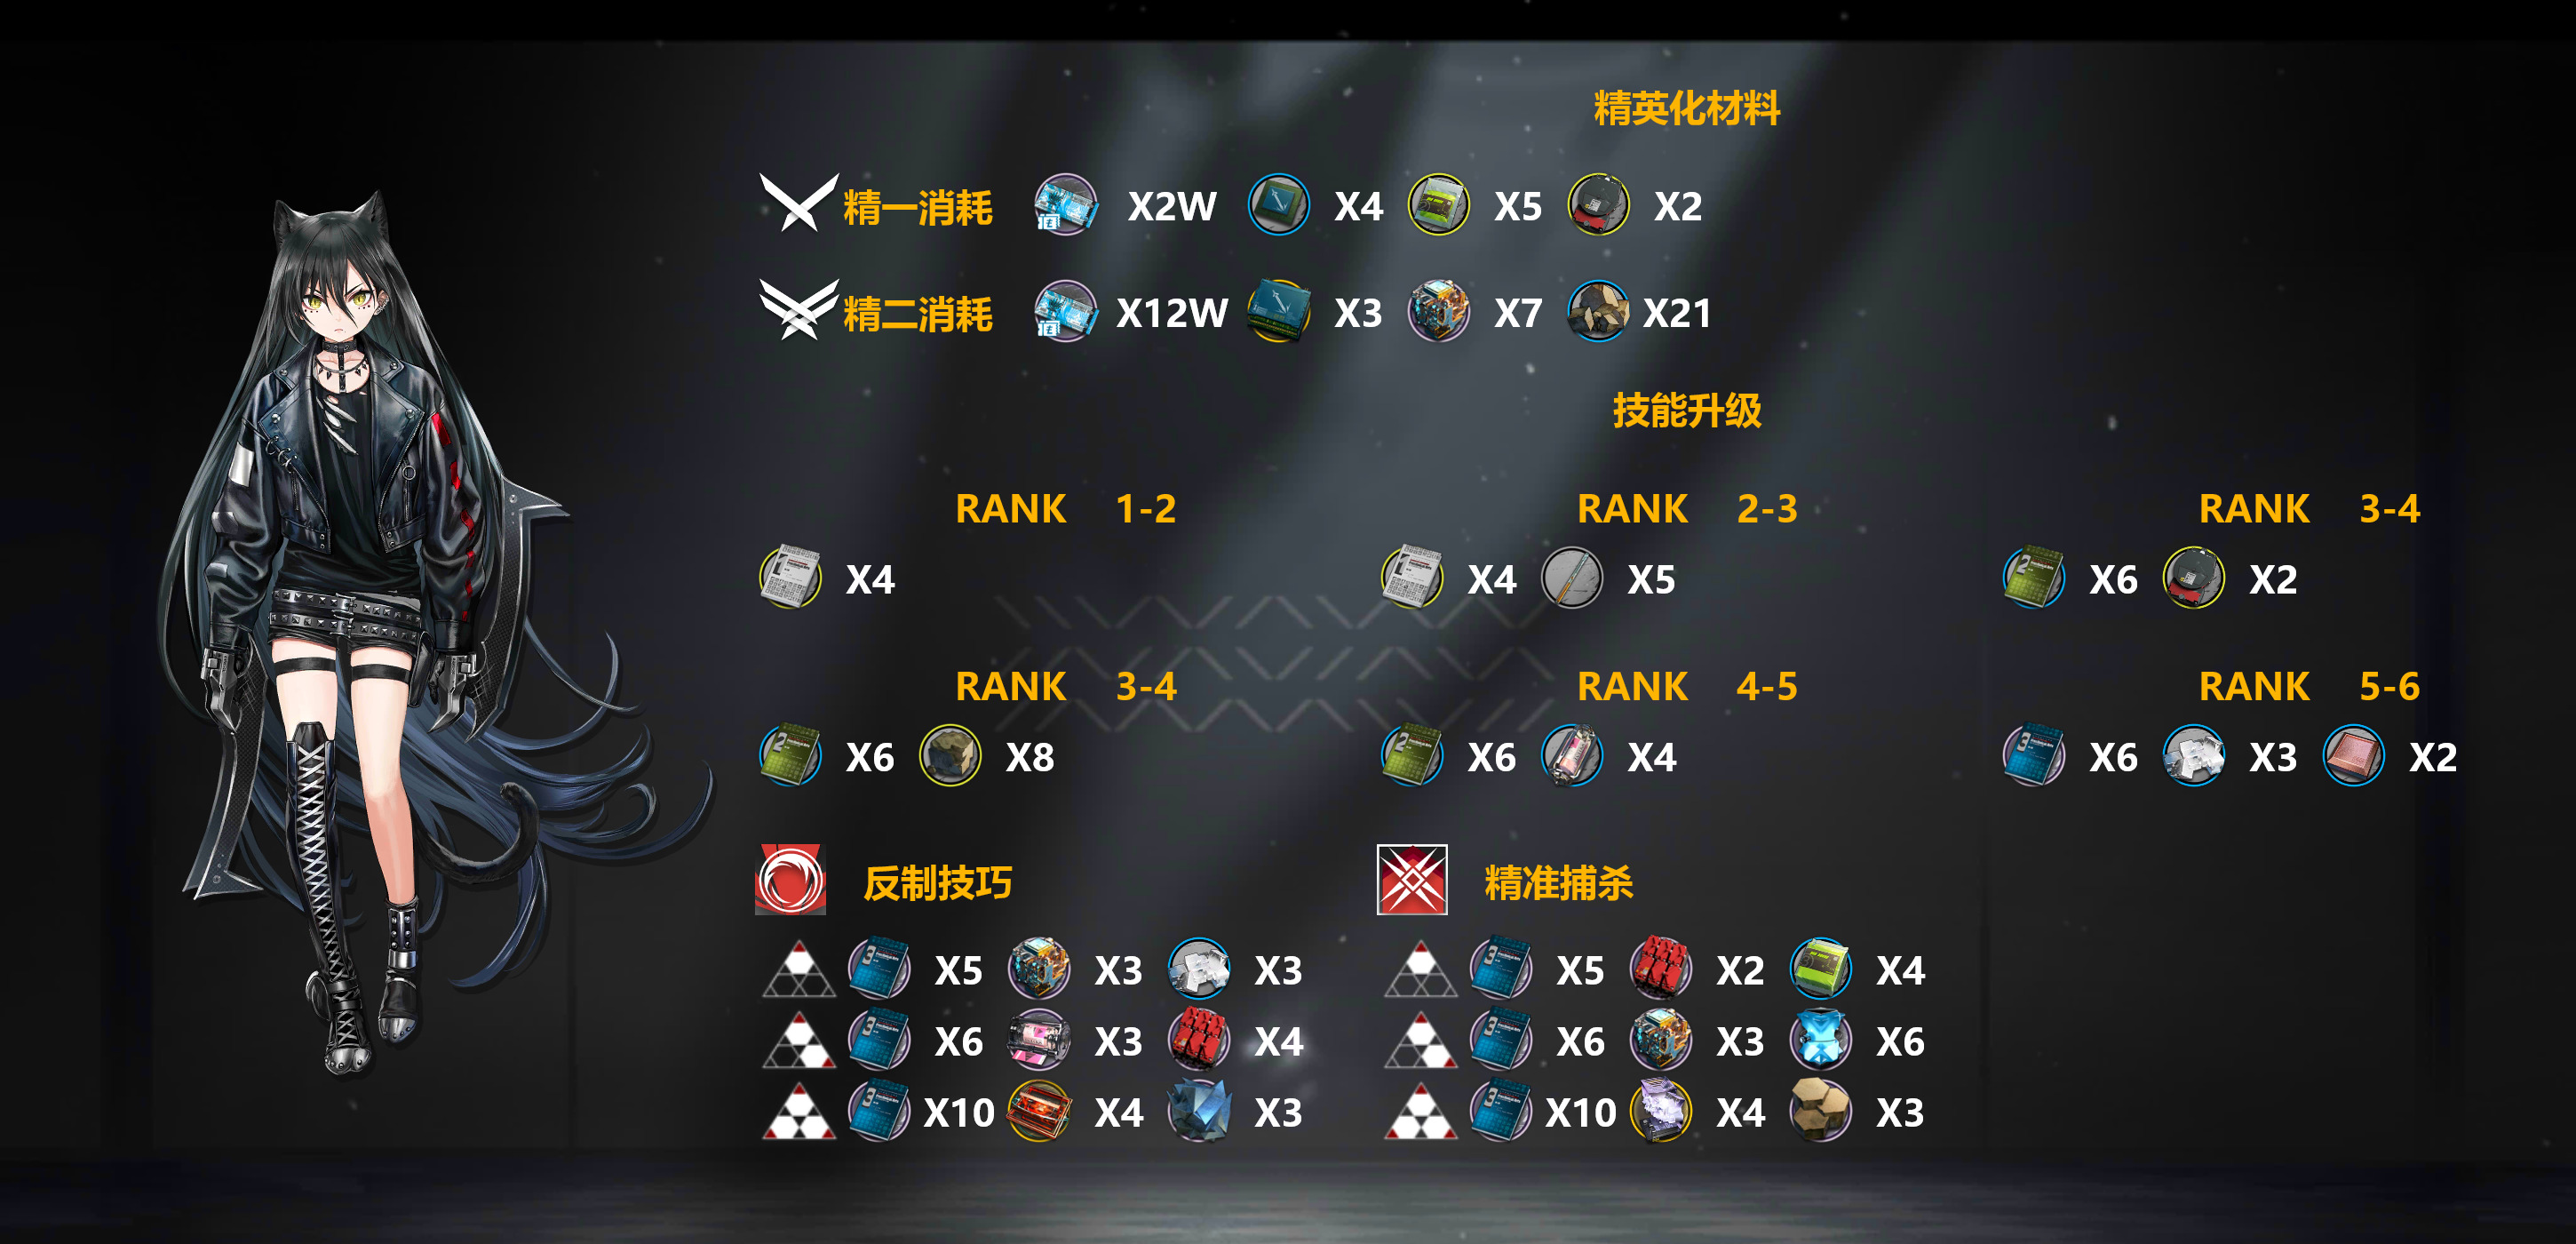 精英化材料
精一消耗 X2W X4 X5 X2
精二消耗 X12W X3 X7 X21
技能升级
RANK 1-2 RANK 2-3 RANK 3-4
X4 X4 X5 X6 X2
RANK 3-4 RANK 4-5 RANK 5-6
X6 X8 X6 X4 X6 X3 X2
反制技巧 精准捕杀
X5 X3 X3 X5 X2 X4
X6 X3 X4 X6 X3 X6
X10 X4 X3 X10 X4 X3